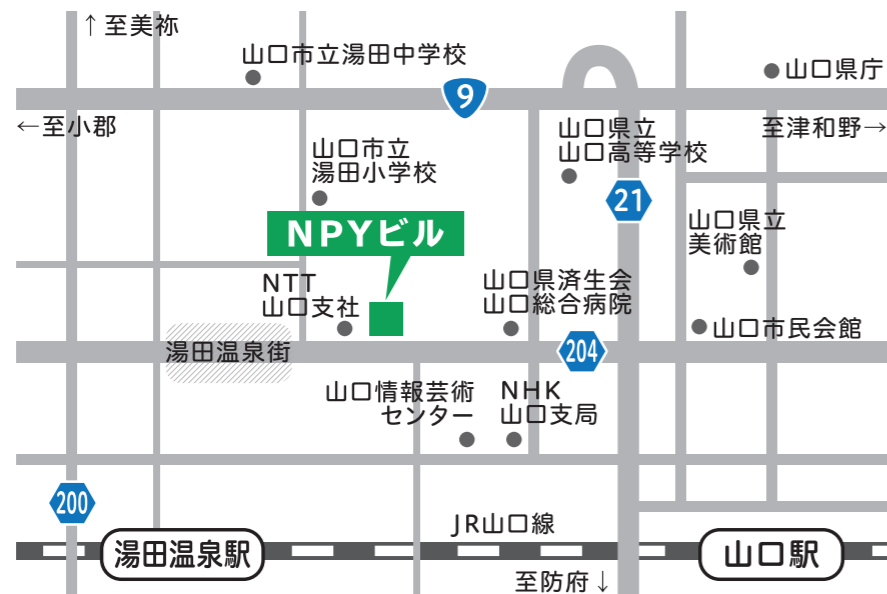 ↑至美祢
山口市立湯田中学校
●山口県庁
9
←至小郡
山口県立
山口高等学校
至津和野→
山口市立
湯田小学校
21
山口県立
美術館
NPYビル
NTT
山口支社
山口県済生会
山口総合病院
●山口市民会館
湯田温泉街
204
山口情報芸術
センター
NHK
山口支局
200
JR山口線
湯田温泉駅
山口駅
至防府↓